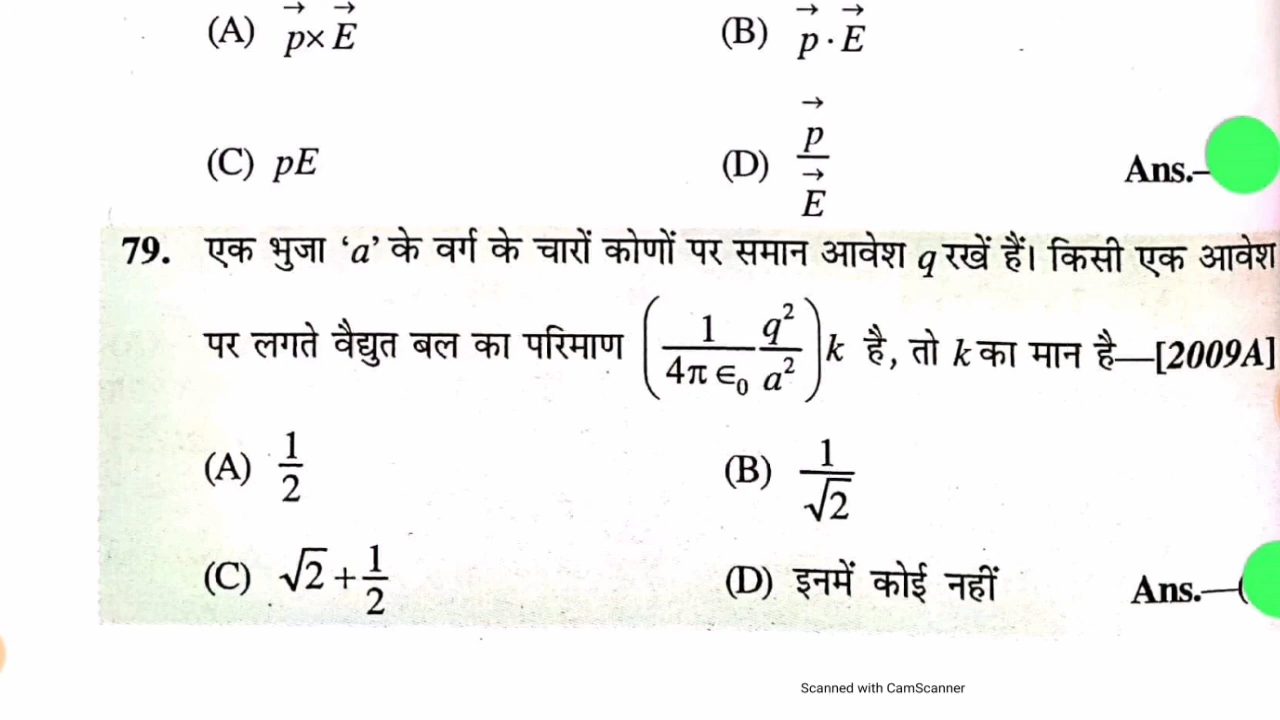 (A) →p × →E (B) →p · →E
(C) pE (D) →p / →E Ans.–
79. एक भुजा ‘a’ के वर्ग के चारों कोणों पर समान आवेश q रखें हैं। किसी एक आवेश
पर लगते वैद्युत बल का परिमाण (1/4π∈₀ q²/a²) k है, तो k का मान है—[2009A]
(A) 1/2 (B) 1/√2
(C) √2 + 1/2 (D) इनमें कोई नहीं Ans.—(
Scanned with CamScanner